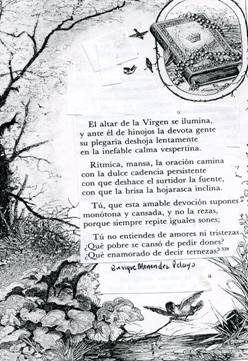 El altar de la Virgen se ilumina,
y ante él de hinojos la devota gente
su plegaria deshoja lentamente
en la inefable calma vespertina.
Rítmica, mansa, la oración camina
con la dulce cadencia persistente
con que deshace el surtidor la fuente,
con que la brisa la hojarasca inclina.
Tú, que esta amable devoción supones
monótona y cansada, y no la rezas,
porque siempre repite iguales sones;
Tú no entiendes de amores ni tristezas.
¿Qué pobre se cansó de pedir dones?
¿Qué enamorado de decir ternezas?
Enrique Menendez Pelayo